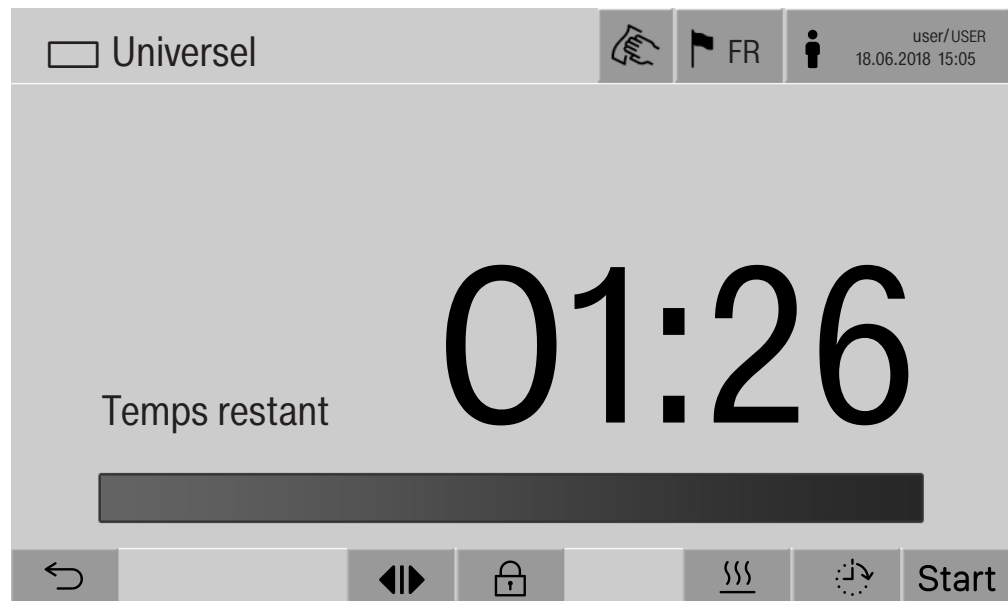 Universel
FR
user/USER
18.06.2018 15:05
01:26
Temps restant
Start